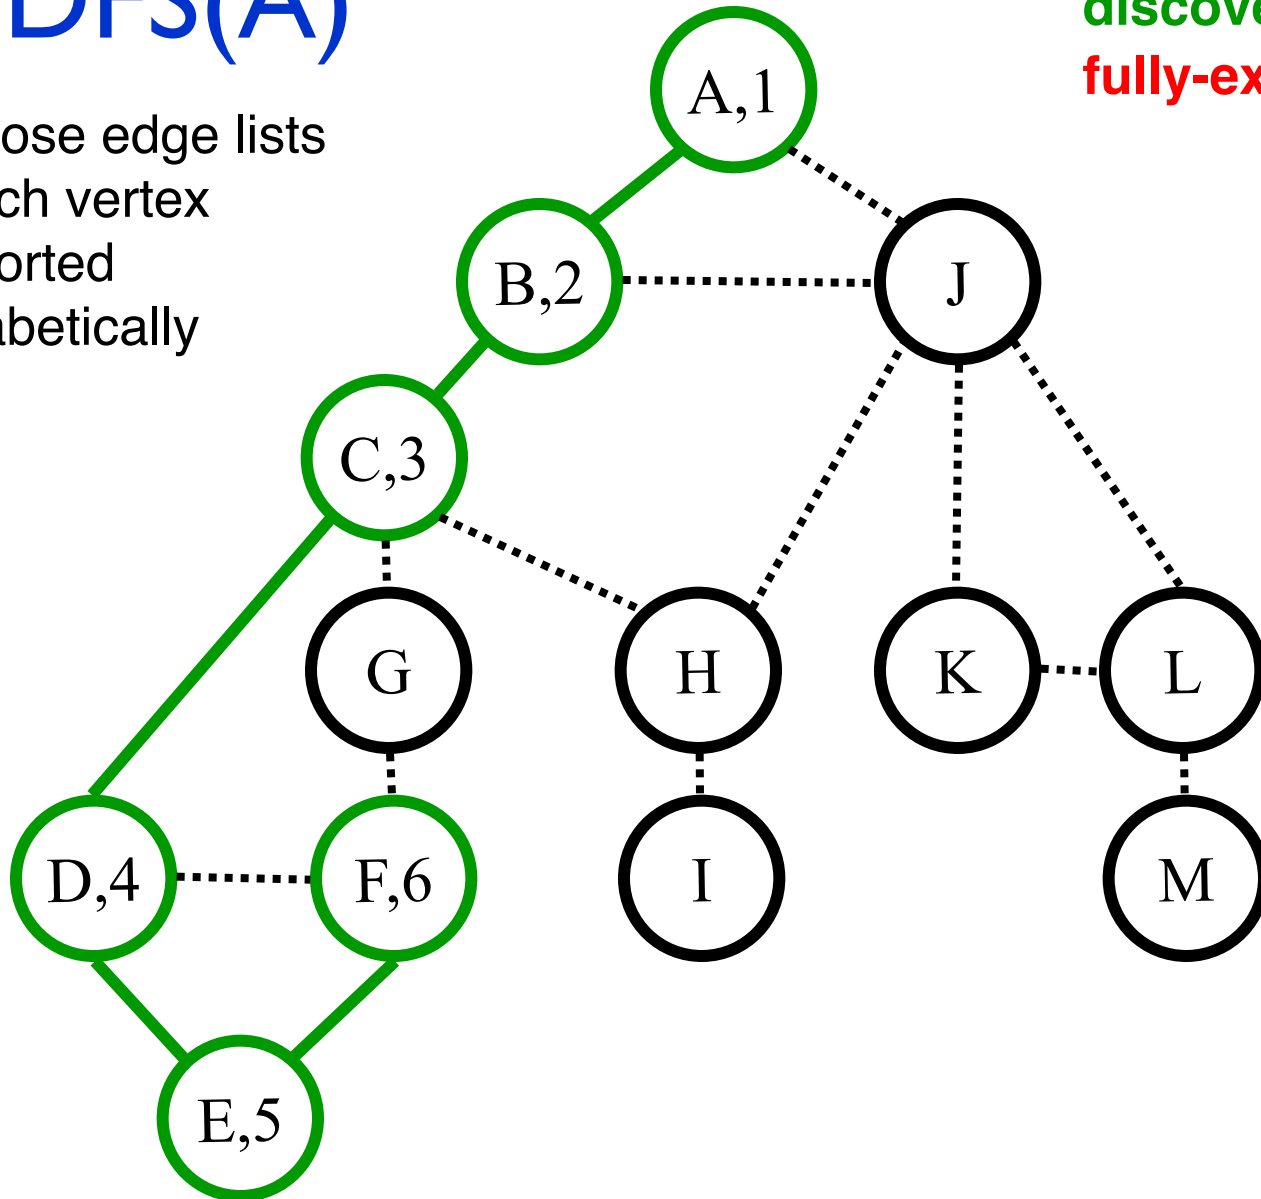 DFS(A)
discove
fully-ex
ose edge lists
ch vertex
orted
abetically
A,1
B,2
J
C,3
G
H
K
L
D,4
F,6
I
M
E,5